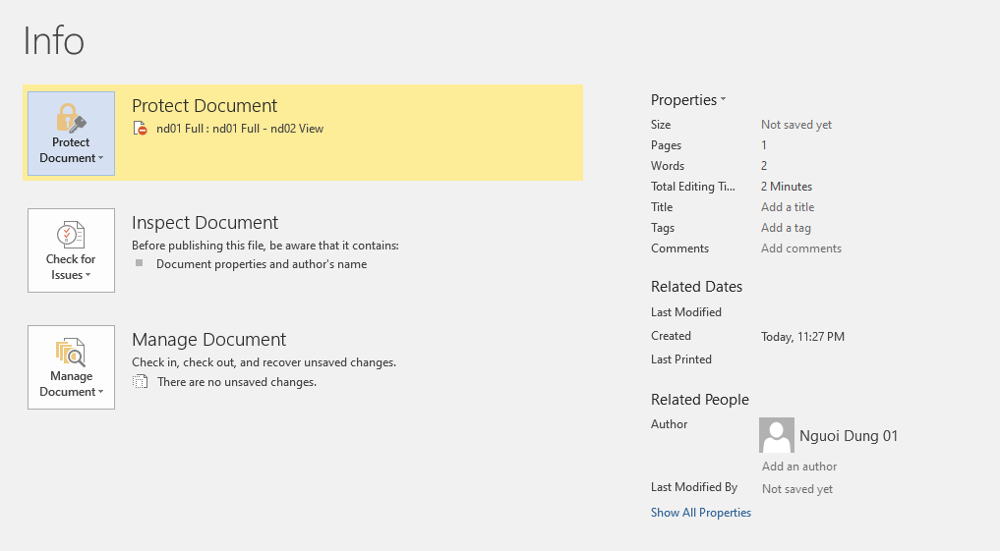 Info
Protect Document
Protect Document
nd01 Full : nd01 Full - nd02 View
Check for Issues
Inspect Document
Before publishing this file, be aware that it contains:
Document properties and author's name
Manage Document
Manage Document
Check in, check out, and recover unsaved changes.
There are no unsaved changes.
Properties
Size Not saved yet
Pages 1
Words 2
Total Editing Ti... 2 Minutes
Title Add a title
Tags Add a tag
Comments Add comments
Related Dates
Last Modified
Created Today, 11:27 PM
Last Printed
Related People
Author Nguoi Dung 01
Add an author
Last Modified By Not saved yet
Show All Properties